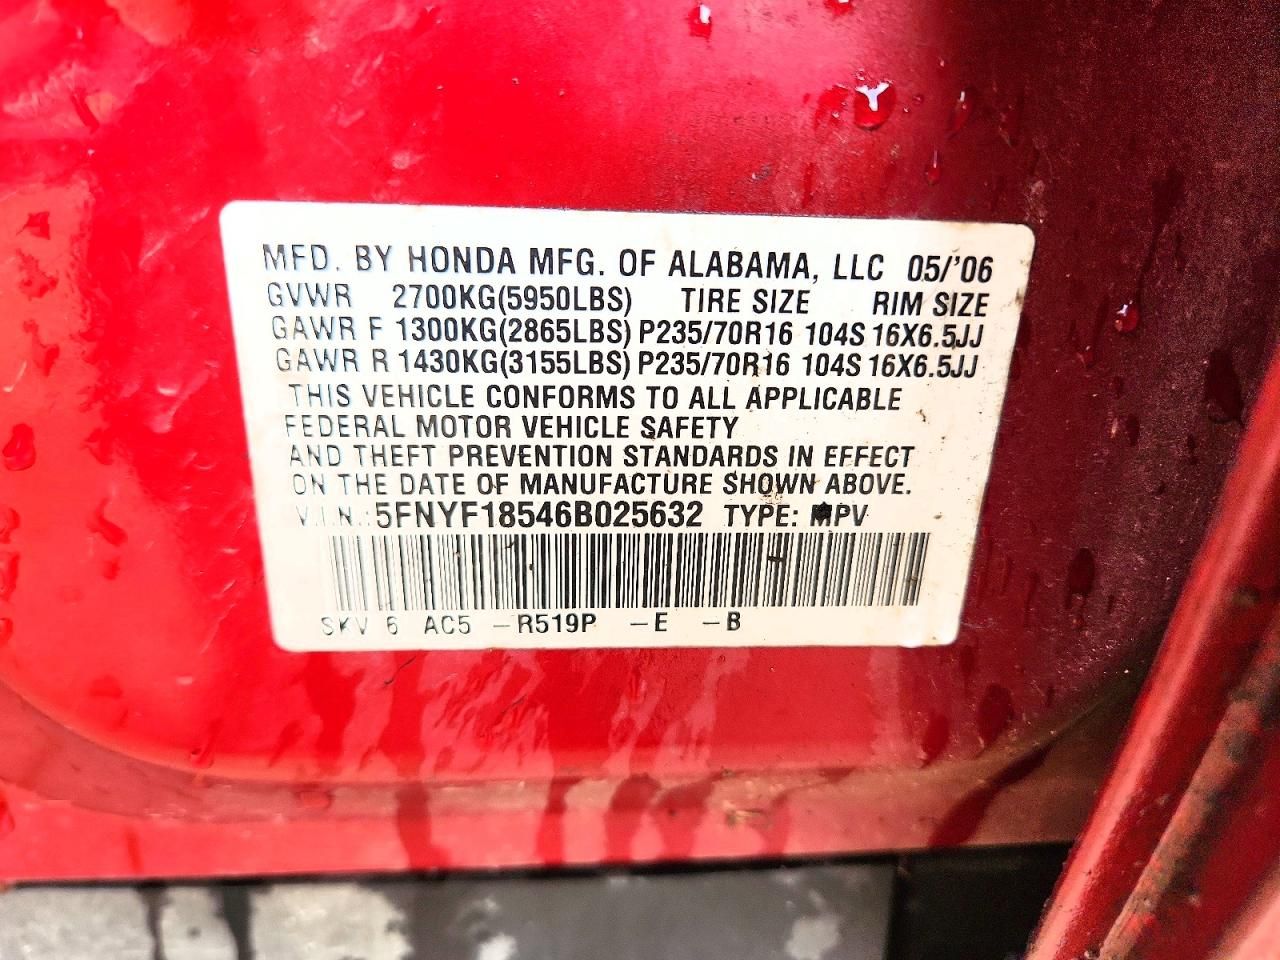 MFD. BY HONDA MFG. OF ALABAMA, LLC 05/'06
GVWR 2700KG(5950LBS) TIRE SIZE RIM SIZE
GAWR F 1300KG(2865LBS) P235/70R16 104S 16X6.5JJ
GAWR R 1430KG(3155LBS) P235/70R16 104S 16X6.5JJ
THIS VEHICLE CONFORMS TO ALL APPLICABLE
FEDERAL MOTOR VEHICLE SAFETY
AND THEFT PREVENTION STANDARDS IN EFFECT
ON THE DATE OF MANUFACTURE SHOWN ABOVE.
V.I.N.: 5FNYF18546B025632 TYPE: MPV
SKV 6 AC5 -R519P -E -B